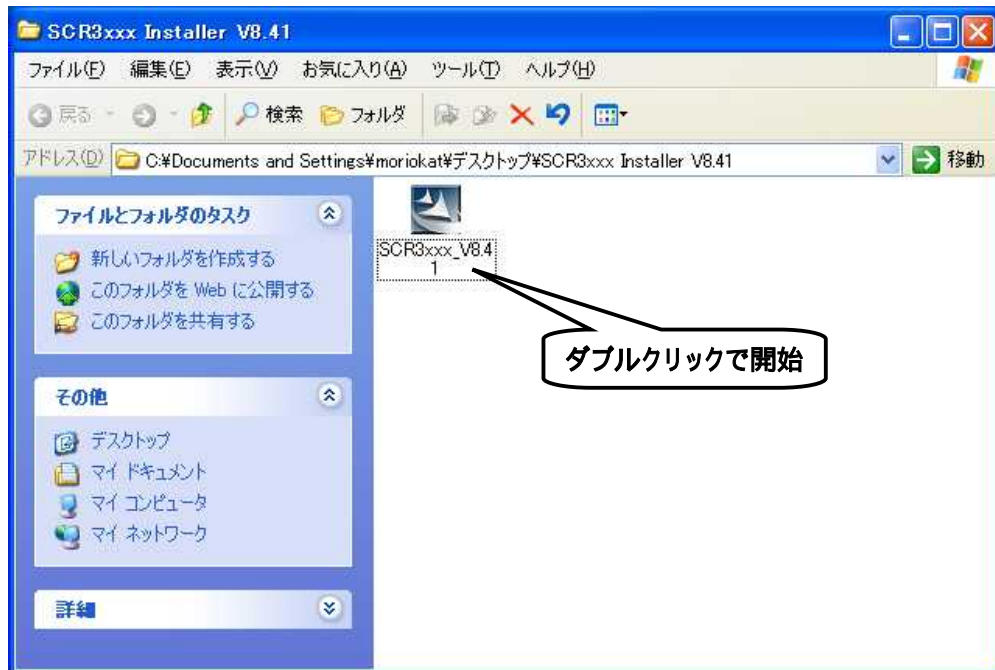 SCR3xxx Installer V8.41
ファイル(F) 編集(E) 表示(V) お気に入り(A) ツール(T) ヘルプ(H)
戻る 検索 フォルダ
アドレス(D) C:¥Documents and Settings¥moriokat¥デスクトップ¥SCR3xxx Installer V8.41 移動
ファイルとフォルダのタスク
新しいフォルダを作成する
このフォルダを Web に公開する
このフォルダを共有する
その他
デスクトップ
マイ ドキュメント
マイ コンピュータ
マイ ネットワーク
詳細
SCR3xxx_V8.4
1
ダブルクリックで開始